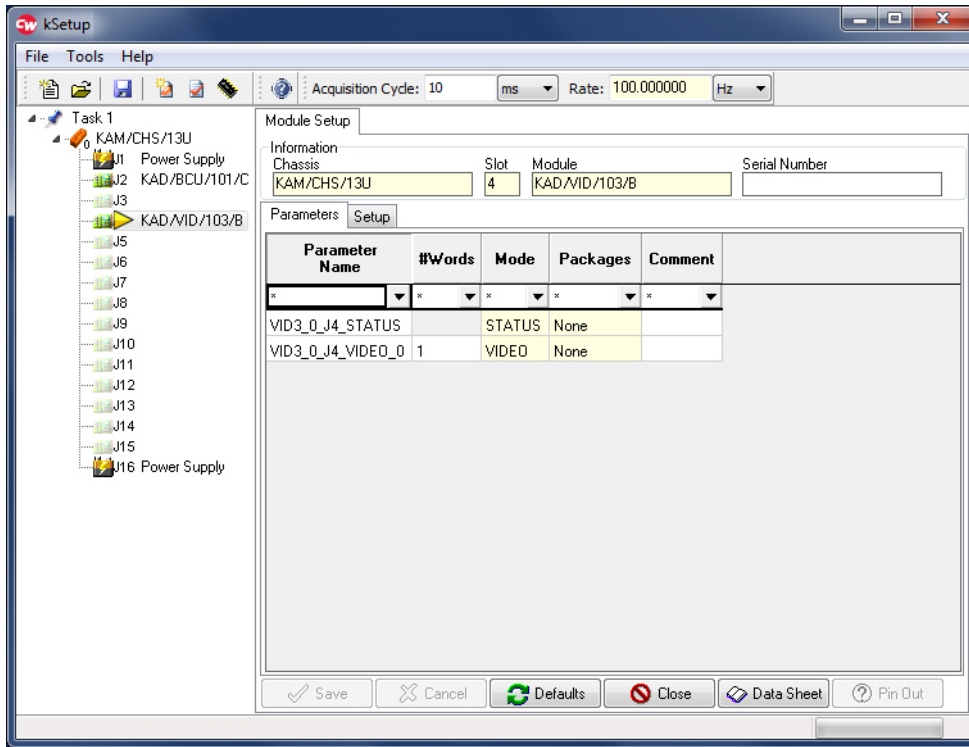 cw kSetup
File Tools Help
Acquisition Cycle: 10 ms Rate: 100.000000 Hz
Task 1
0 KAM/CHS/13U
J1 Power Supply
J2 KAD/BCU/101/C
J3
KAD/VID/103/B
J5
J6
J7
J8
J9
J10
J11
J12
J13
J14
J15
J16 Power Supply
Module Setup
Information
Chassis Slot Module Serial Number
KAM/CHS/13U 4 KAD/VID/103/B
Parameters Setup
Parameter Name #Words Mode Packages Comment
* * * * *
VID3_0_J4_STATUS STATUS None
VID3_0_J4_VIDEO_0 1 VIDEO None
Save Cancel Defaults Close Data Sheet Pin Out